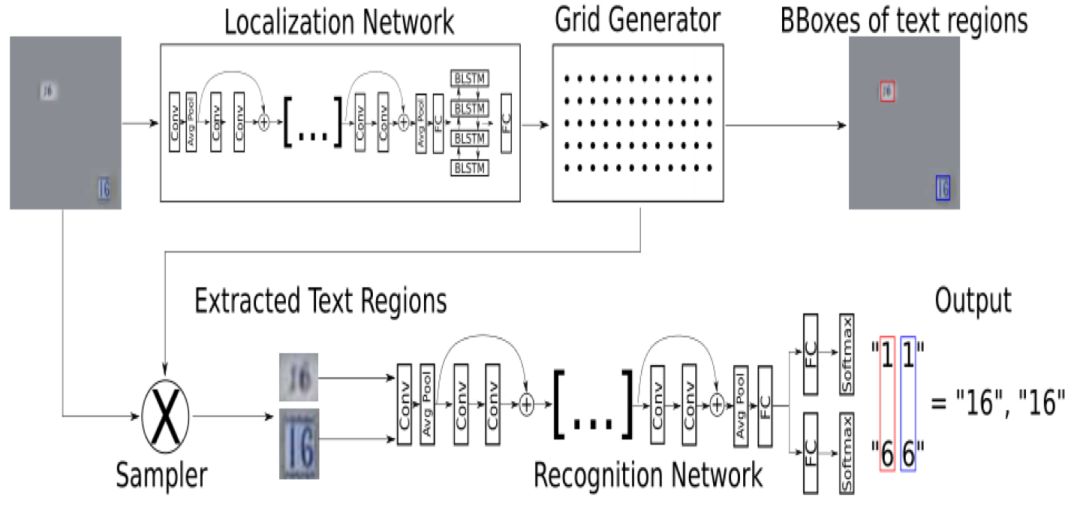 Localization Network
Grid Generator
BBoxes of text regions
16
16
Conv
Avg Pool
Conv
Conv
+
[...]
Conv
Conv
+
Avg Pool
FC
BLSTM
BLSTM
BLSTM
BLSTM
FC
16
16
Extracted Text Regions
Output
X
Sampler
16
16
Conv
Avg Pool
Conv
Conv
+
[...]
Conv
Conv
+
Avg Pool
FC
FC
Softmax
FC
Softmax
"1 1"
"6 6"
= "16", "16"
Recognition Network